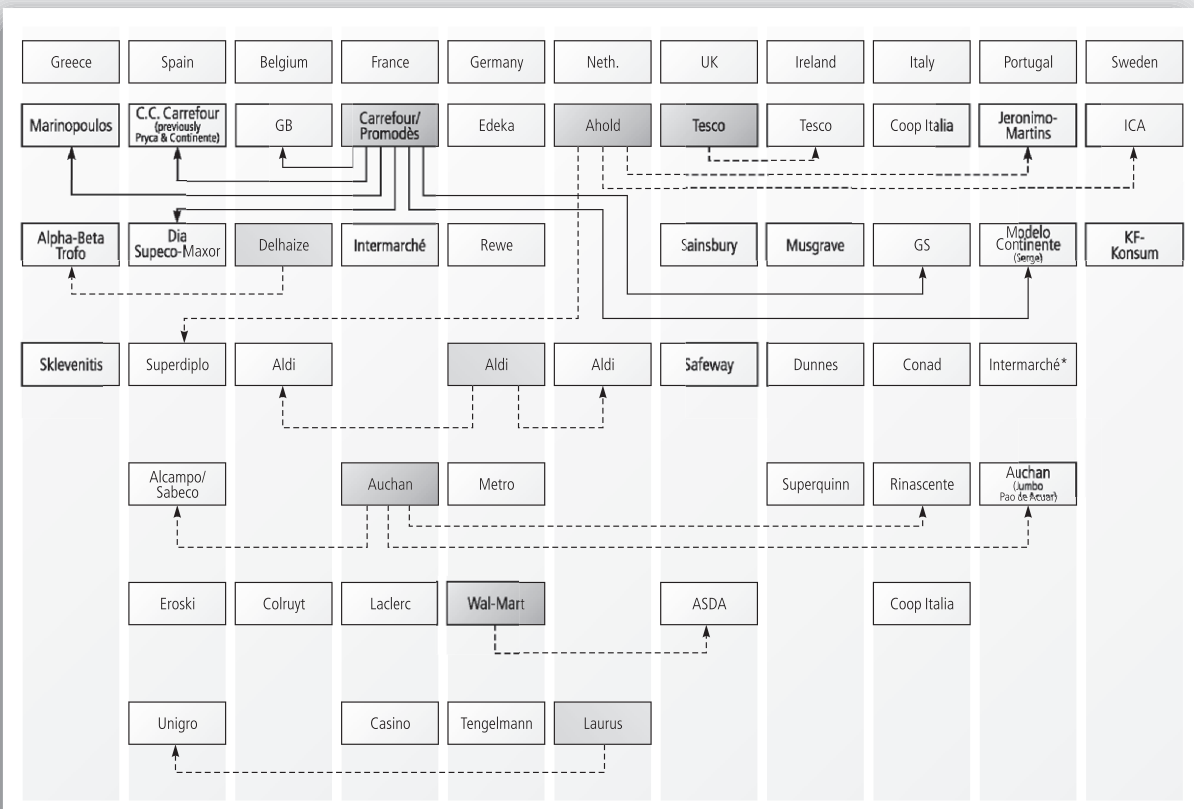 Greece Spain Belgium France Germany Neth. UK Ireland Italy Portugal Sweden
Marinopoulos
C.C. Carrefour
(previously
Pryca & Continente)
GB
Carrefour/
Promodès
Edeka
Ahold
Tesco
Tesco
Coop Italia
Jeronimo-
Martins
ICA
Alpha-Beta
Trofo
Dia
Supeco-Maxor
Delhaize
Intermarché
Rewe
Sainsbury
Musgrave
GS
Modelo
Continente
(Serge)
KF-
Konsum
Sklevenitis
Superdiplo
Aldi
Aldi
Aldi
Safeway
Dunnes
Conad
Intermarché*
Alcampo/
Sabeco
Auchan
Metro
Superquinn
Rinascente
Auchan
(Jumbo
Pao de Acuar)
Eroski
Colruyt
Laclerc
Wal-Mart
ASDA
Coop Italia
Unigro
Casino
Tengelmann
Laurus